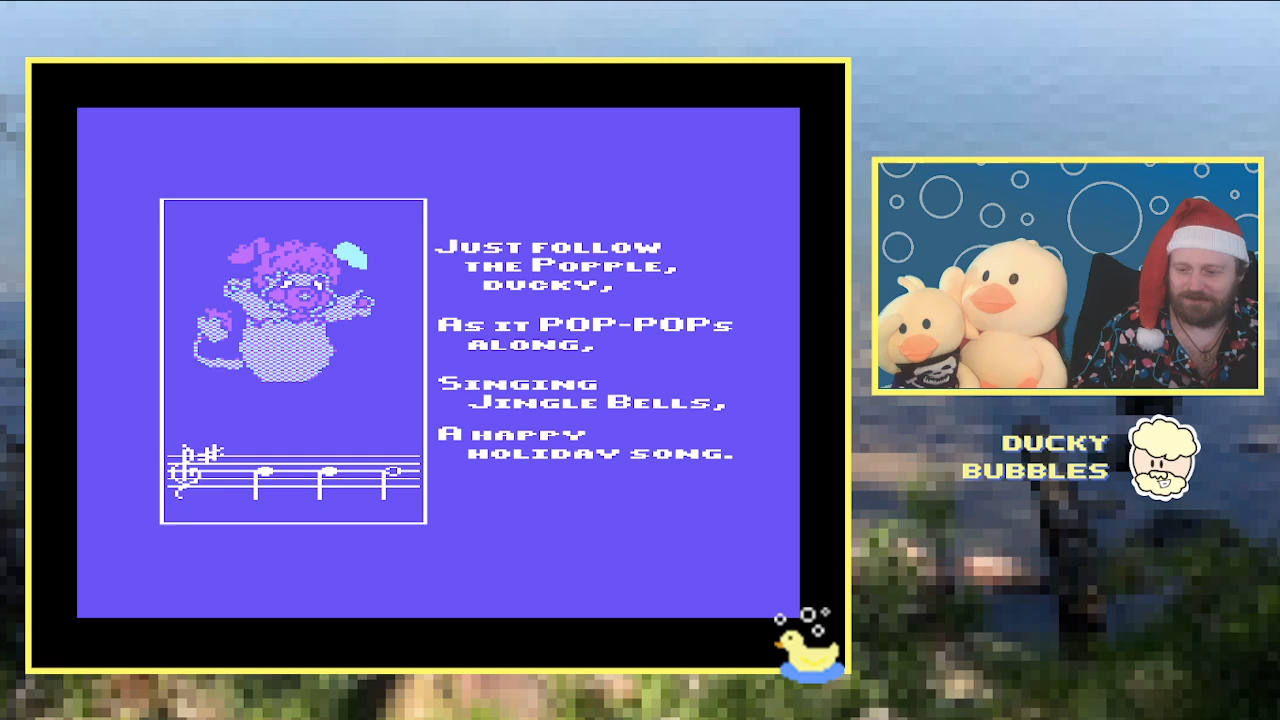 Just follow
the Popple,
ducky,
As it POP-POPs
along,
Singing
Jingle Bells,
A happy
holiday song.
DUCKY
BUBBLES